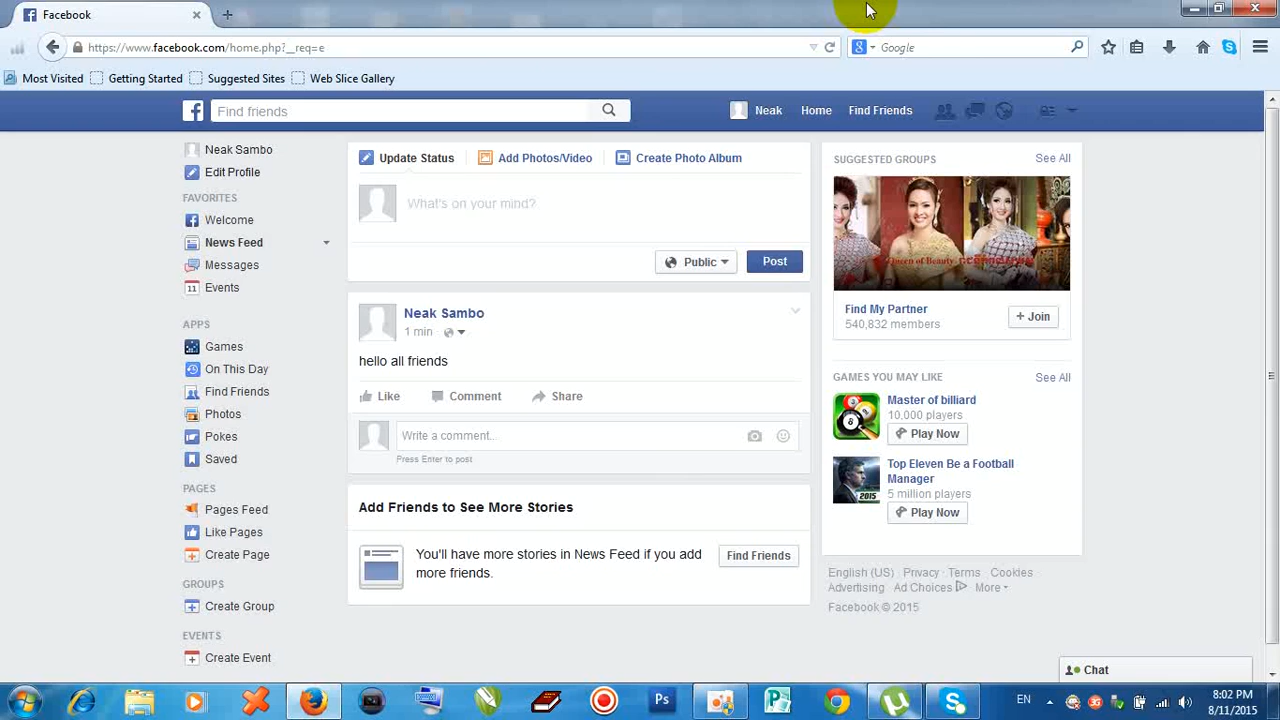 Facebook
https://www.facebook.com/home.php?__req=e
Google
Most Visited Getting Started Suggested Sites Web Slice Gallery
Find friends
Neak Home Find Friends
Neak Sambo
Edit Profile
FAVORITES
Welcome
News Feed
Messages
11 Events
APPS
Games
On This Day
Find Friends
Photos
Pokes
Saved
PAGES
Pages Feed
Like Pages
Create Page
GROUPS
Create Group
EVENTS
Create Event
Update Status Add Photos/Video Create Photo Album
What's on your mind?
Public Post
Neak Sambo
1 min
hello all friends
Like Comment Share
Write a comment...
Press Enter to post
Add Friends to See More Stories
You'll have more stories in News Feed if you add
more friends.
Find Friends
SUGGESTED GROUPS See All
Queen of Beauty
Find My Partner
540,832 members
+ Join
GAMES YOU MAY LIKE See All
Master of billiard
10,000 players
Play Now
Top Eleven Be a Football
Manager
5 million players
Play Now
2015
English (US) · Privacy · Terms · Cookies ·
Advertising · Ad Choices · More
Facebook © 2015
Chat
Ps
EN
8:02 PM
8/11/2015